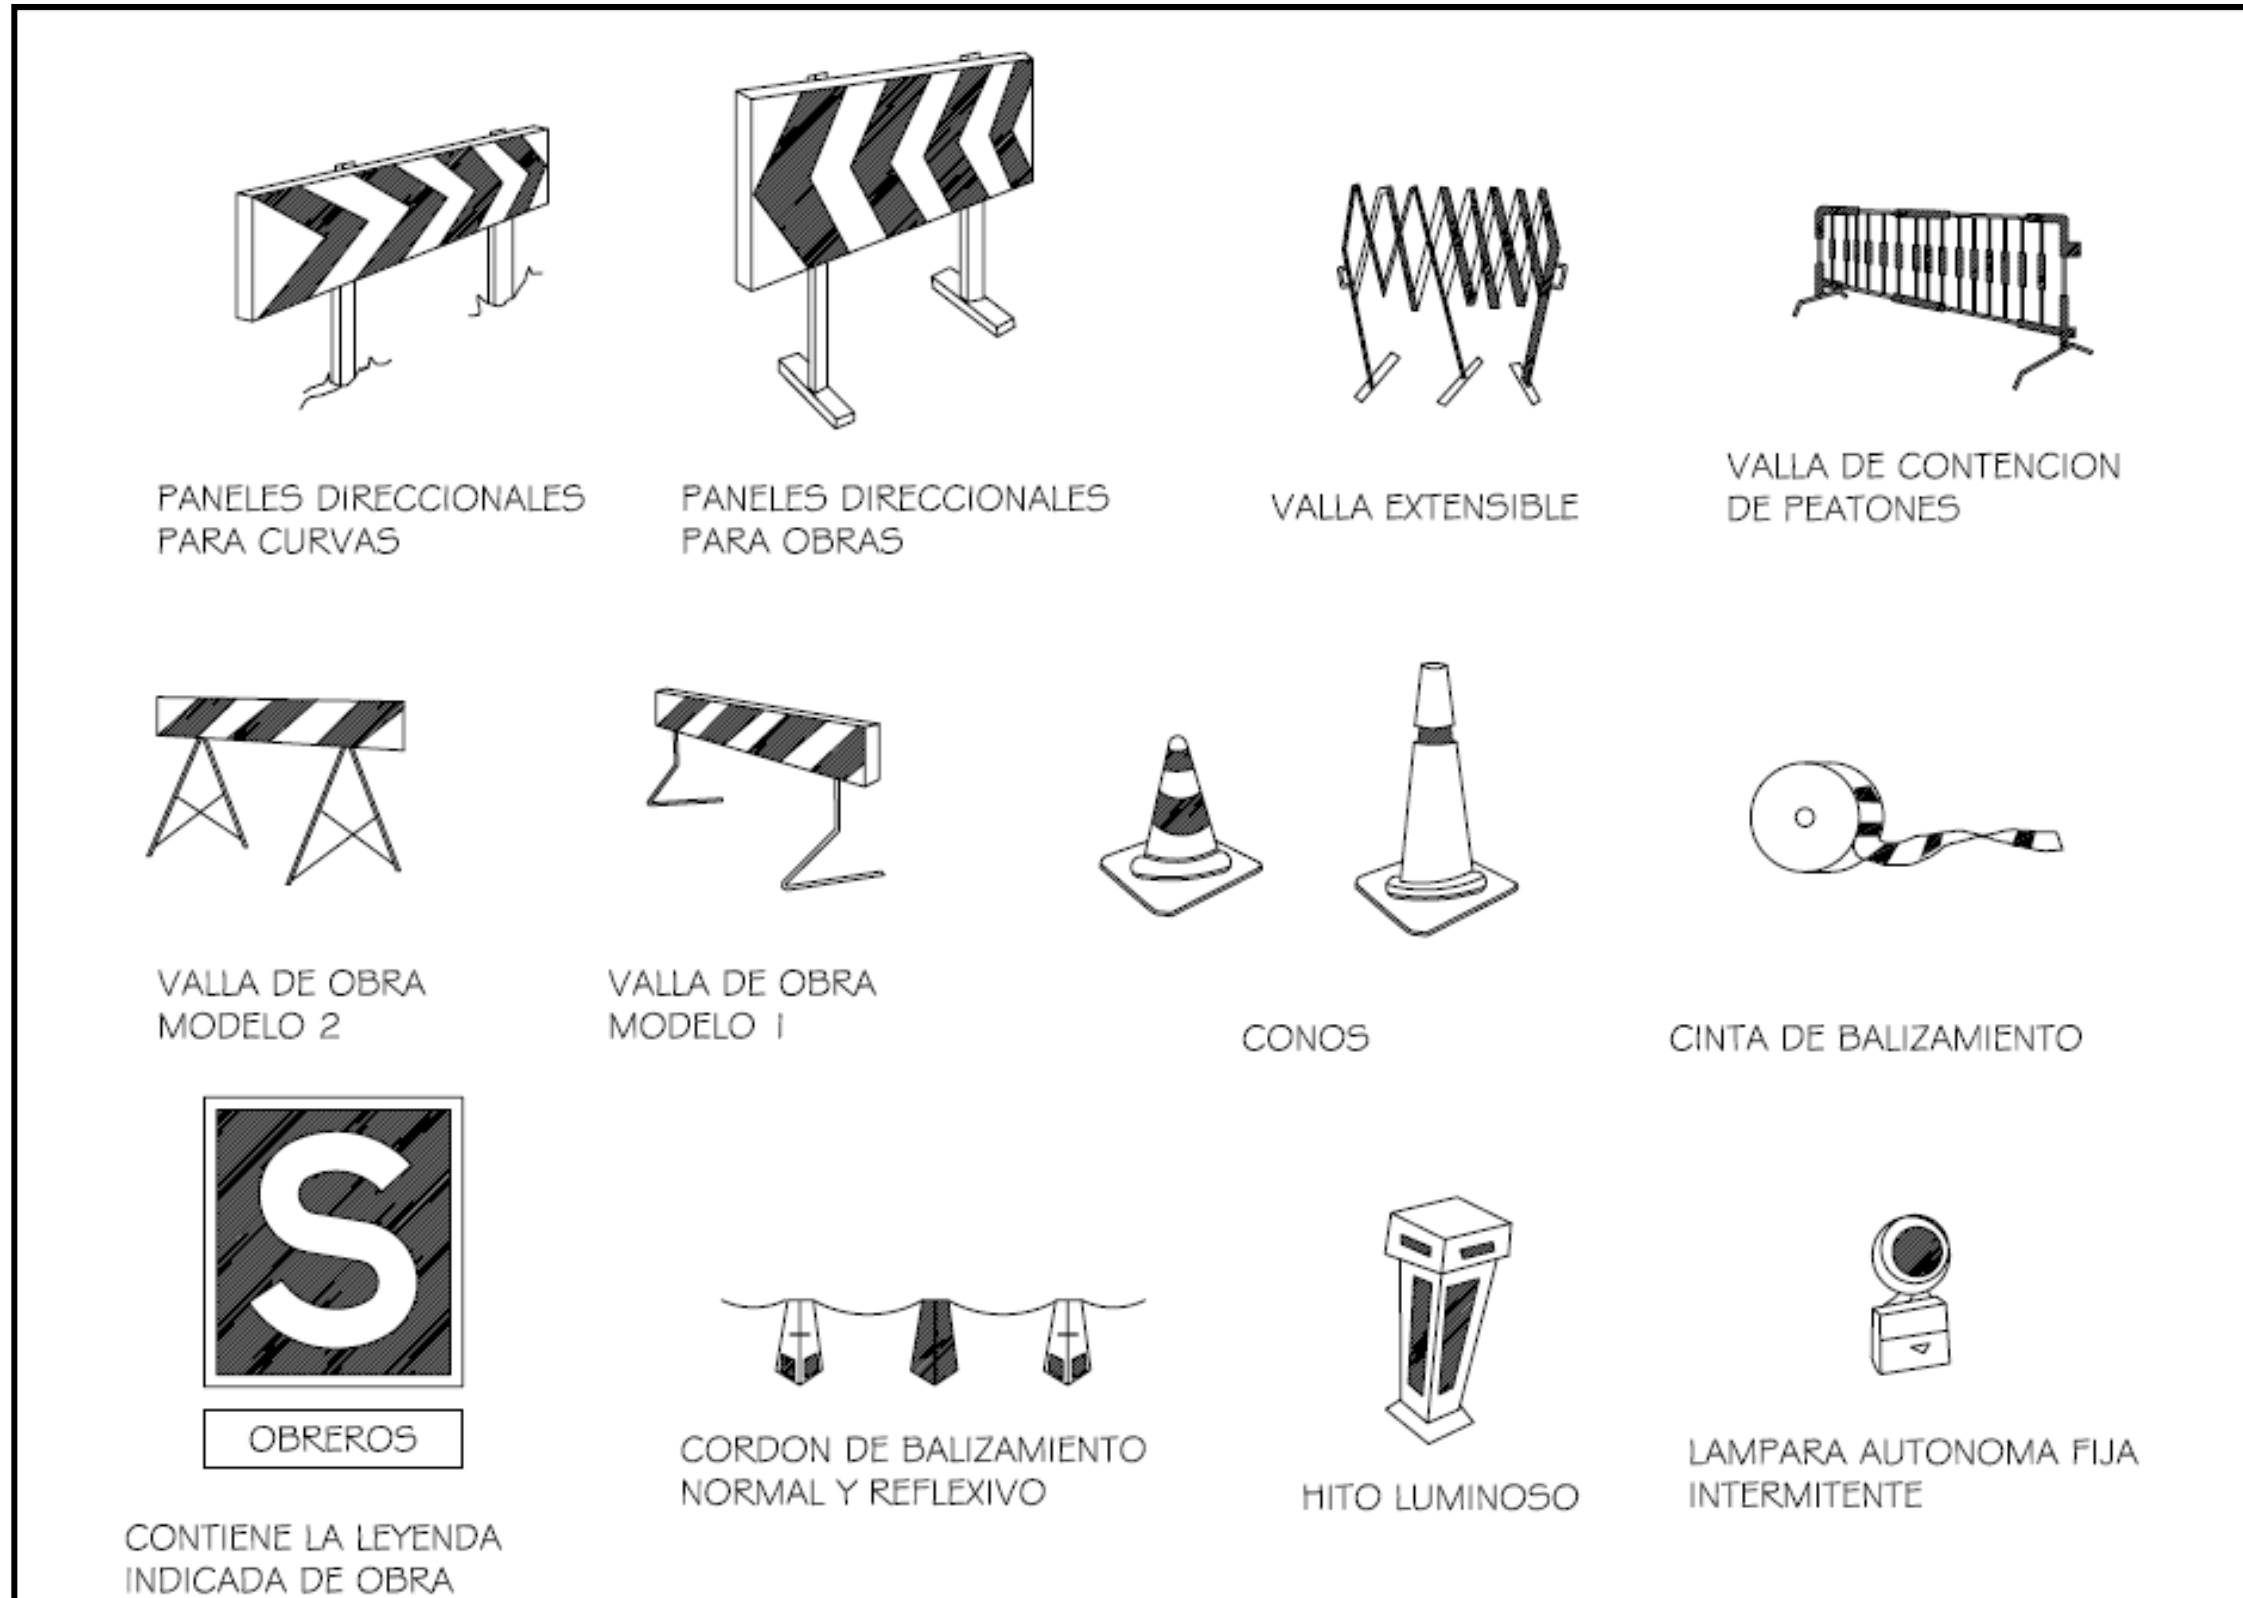 PANELES DIRECCIONALES
PARA CURVAS
PANELES DIRECCIONALES
PARA OBRAS
VALLA EXTENSIBLE
VALLA DE CONTENCION
DE PEATONES
VALLA DE OBRA
MODELO 2
VALLA DE OBRA
MODELO 1
CONOS
CINTA DE BALIZAMIENTO
S
OBREROS
CONTIENE LA LEYENDA
INDICADA DE OBRA
CORDON DE BALIZAMIENTO
NORMAL Y REFLEXIVO
HITO LUMINOSO
LAMPARA AUTONOMA FIJA
INTERMITENTE